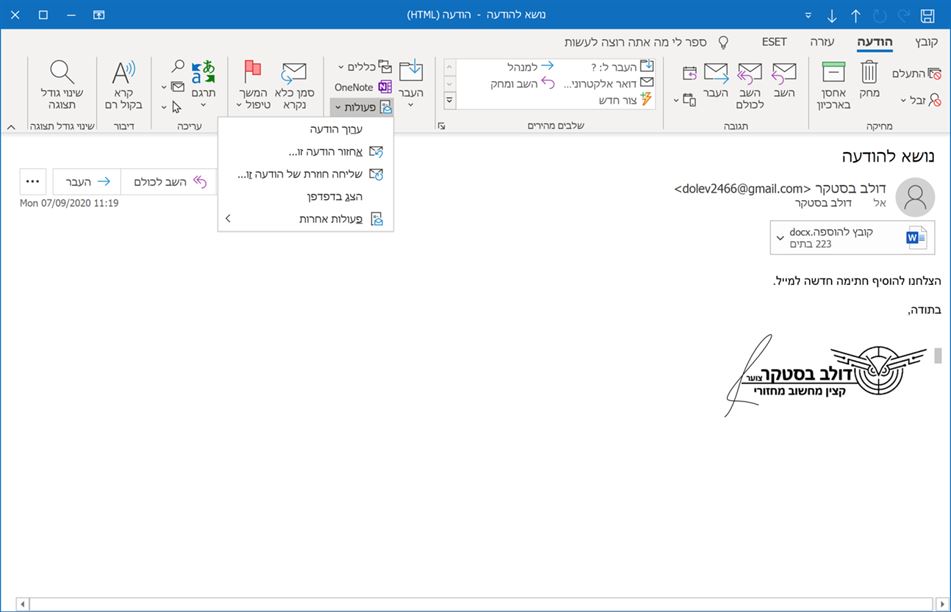 נושא להודעה - הודעה (HTML)
קובץ
הודעה
עזרה
ESET
ספר לי מה אתה רוצה לעשות
התעלם
זבל
מחק
אחסן בארכיון
מחיקה
השב
השב לכולם
העבר
תגובה
העבר ל: ?
דואר אלקטרוני...
צור חדש
למנהל
השב ומחק
שלבים מהירים
העבר
כללים
OneNote
פעולות
סמן כלא נקרא
המשך טיפול
תרגם
עריכה
קרא בקול רם
דיבור
שינוי גודל תצוגה
שינוי גודל תצוגה
ערוך הודעה
אחזור הודעה זו...
שליחה חוזרת של הודעה זו...
הצג בדפדפן
פעולות אחרות
נושא להודעה
דולב בסטקר <dolev2466@gmail.com>
אל דולב בסטקר
השב לכולם
העבר
Mon 07/09/2020 11:19
קובץ להוספה.docx
223 בתים
הצלחנו להוסיף חתימה חדשה למייל.
בתודה,
דולב בסטקר צוער
קצין מחשוב מחזורי